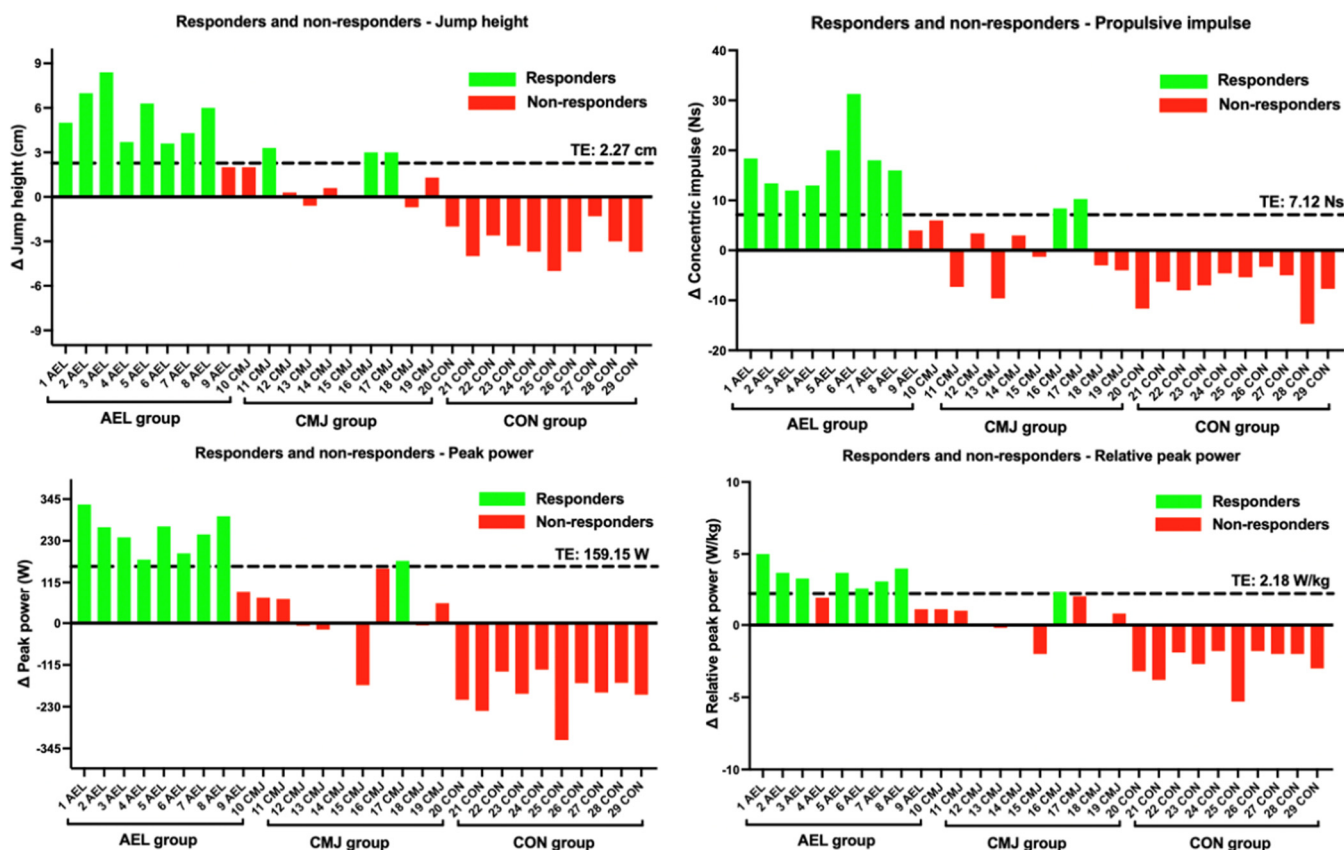 Responders and non-responders - Jump height
Δ Jump height (cm)
9
6
3
0
-3
-6
-9
Responders
Non-responders
TE: 2.27 cm
1 AEL
2 AEL
3 AEL
4 AEL
5 AEL
6 AEL
7 AEL
8 AEL
9 AEL
10 CMJ
11 CMJ
12 CMJ
13 CMJ
14 CMJ
15 CMJ
16 CMJ
17 CMJ
18 CMJ
19 CMJ
20 CON
21 CON
22 CON
23 CON
24 CON
25 CON
26 CON
27 CON
28 CON
29 CON
AEL group
CMJ group
CON group
Responders and non-responders - Propulsive impulse
Δ Concentric impulse (Ns)
40
30
20
10
0
-10
-20
Responders
Non-responders
TE: 7.12 Ns
1 AEL
2 AEL
3 AEL
4 AEL
5 AEL
6 AEL
7 AEL
8 AEL
9 AEL
10 CMJ
11 CMJ
12 CMJ
13 CMJ
14 CMJ
15 CMJ
16 CMJ
17 CMJ
18 CMJ
19 CMJ
20 CON
21 CON
22 CON
23 CON
24 CON
25 CON
26 CON
27 CON
28 CON
29 CON
AEL group
CMJ group
CON group
Responders and non-responders - Peak power
Δ Peak power (W)
345
230
115
0
-115
-230
-345
Responders
Non-responders
TE: 159.15 W
1 AEL
2 AEL
3 AEL
4 AEL
5 AEL
6 AEL
7 AEL
8 AEL
9 AEL
10 CMJ
11 CMJ
12 CMJ
13 CMJ
14 CMJ
15 CMJ
16 CMJ
17 CMJ
18 CMJ
19 CMJ
20 CON
21 CON
22 CON
23 CON
24 CON
25 CON
26 CON
27 CON
28 CON
29 CON
AEL group
CMJ group
CON group
Responders and non-responders - Relative peak power
Δ Relative peak power (W/kg)
10
5
0
-5
-10
Responders
Non-responders
TE: 2.18 W/kg
1 AEL
2 AEL
3 AEL
4 AEL
5 AEL
6 AEL
7 AEL
8 AEL
9 AEL
10 CMJ
11 CMJ
12 CMJ
13 CMJ
14 CMJ
15 CMJ
16 CMJ
17 CMJ
18 CMJ
19 CMJ
20 CON
21 CON
22 CON
23 CON
24 CON
25 CON
26 CON
27 CON
28 CON
29 CON
AEL group
CMJ group
CON group